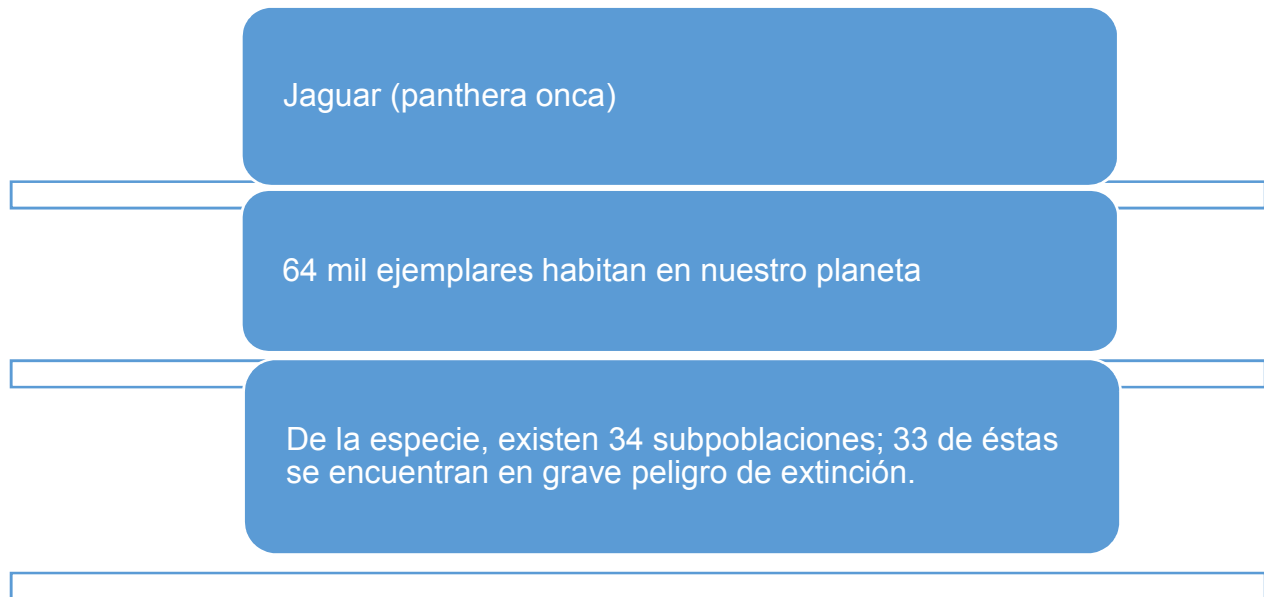 Jaguar (panthera onca)
64 mil ejemplares habitan en nuestro planeta
De la especie, existen 34 subpoblaciones; 33 de éstas
se encuentran en grave peligro de extinción.